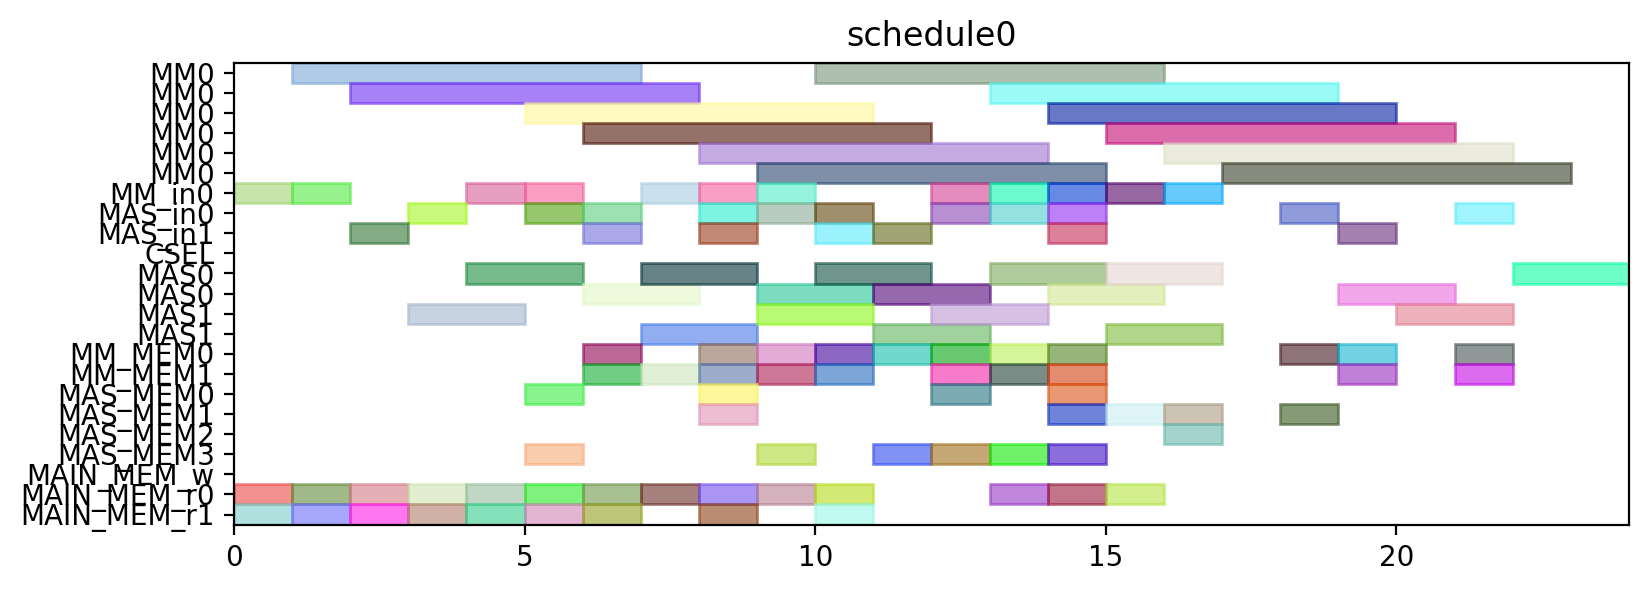 schedule0
MM0
MM0
MM0
MM0
MM0
MM0
MM_in0
MAS_in0
MAS_in1
CSEL
MAS0
MAS0
MAS1
MAS1
MM_MEM0
MM_MEM1
MAS_MEM0
MAS_MEM1
MAS_MEM2
MAS_MEM3
MAIN_MEM_w
MAIN_MEM_r0
MAIN_MEM_r1
0 5 10 15 20